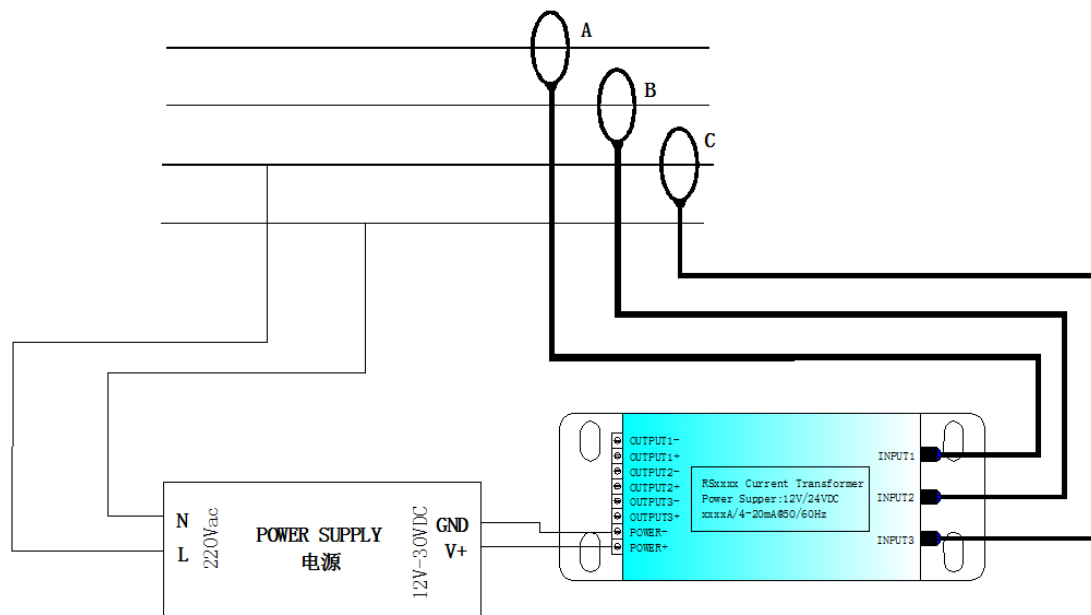 A
B
C
N
L
220Vac
POWER SUPPLY
电源
12V-30VDC
GND
V+
OUTPUT1-
OUTPUT1+
OUTPUT2-
OUTPUT2+
OUTPUT3-
OUTPUT3+
POWER-
POWER+
RSxxxx Current Transformer
Power Supper:12V/24VDC
xxxxA/4-20mA@50/60Hz
INPUT1
INPUT2
INPUT3